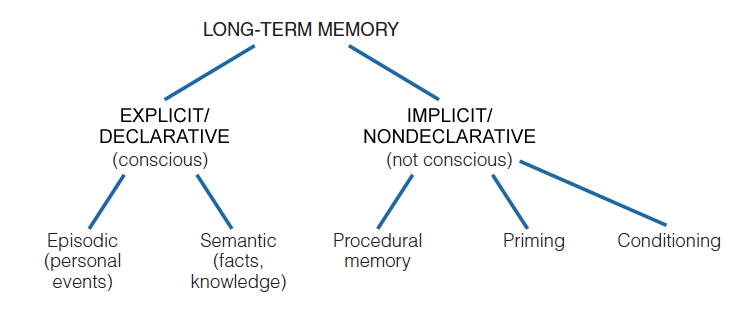 LONG-TERM MEMORY
EXPLICIT/
DECLARATIVE
(conscious)
IMPLICIT/
NONDECLARATIVE
(not conscious)
Episodic
(personal
events)
Semantic
(facts,
knowledge)
Procedural
memory
Priming
Conditioning